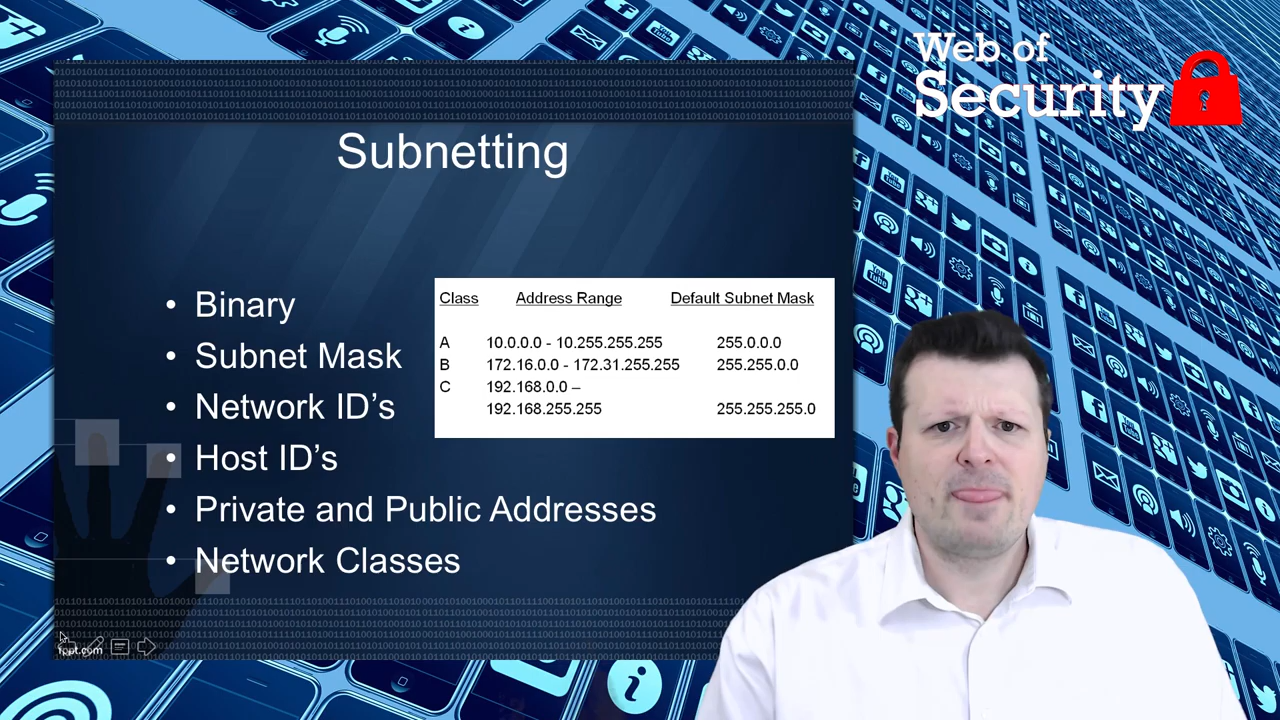 Web of
Security
Subnetting
• Binary
• Subnet Mask
• Network ID’s
• Host ID’s
• Private and Public Addresses
• Network Classes
Class Address Range Default Subnet Mask
A 10.0.0.0 - 10.255.255.255 255.0.0.0
B 172.16.0.0 - 172.31.255.255 255.255.0.0
C 192.168.0.0 –
192.168.255.255 255.255.255.0
fppt.com